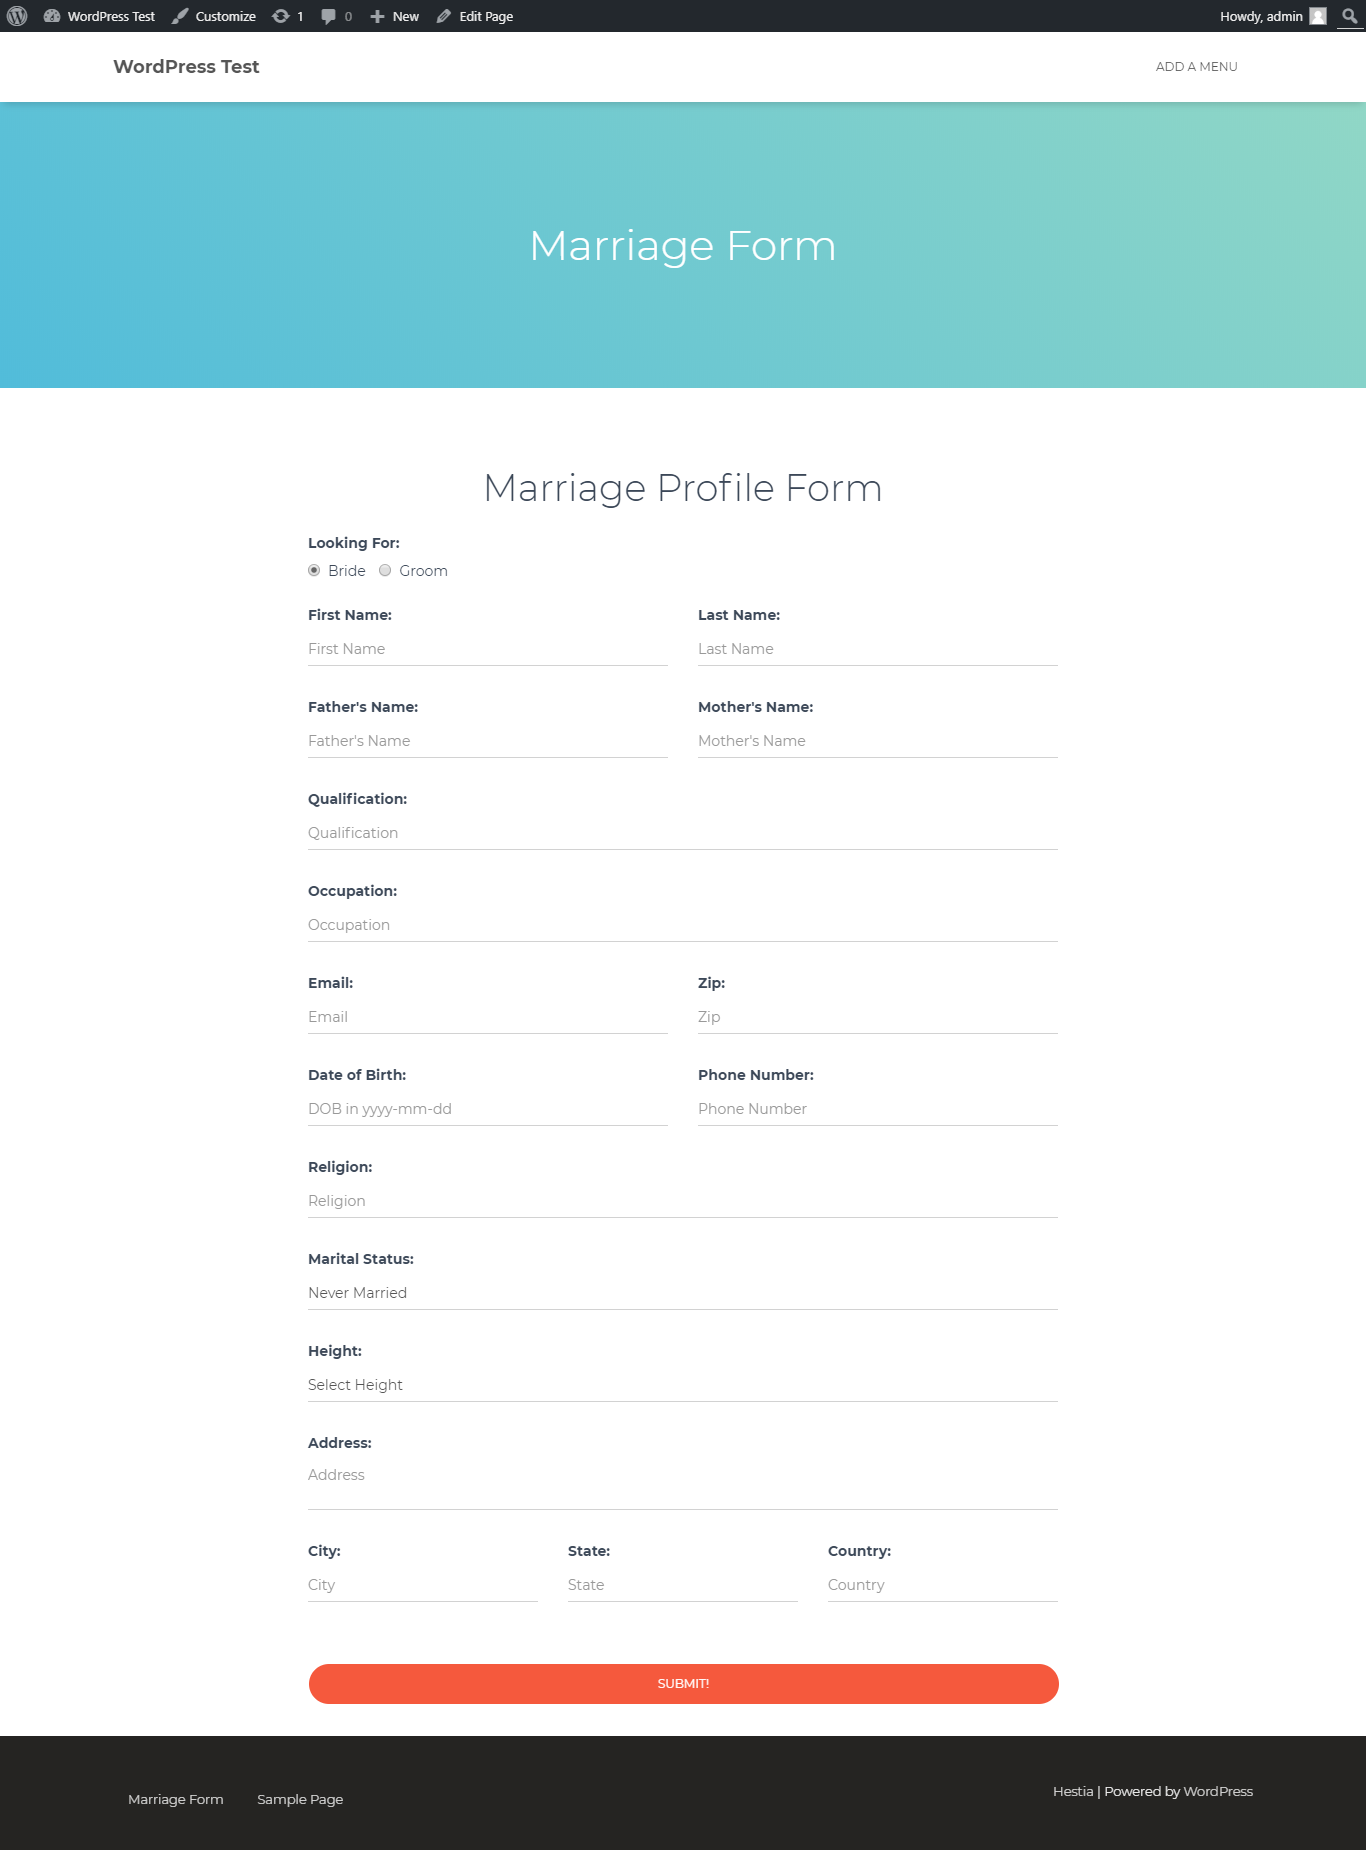 WordPress Test Customize 1 0 New Edit Page Howdy, admin
WordPress Test ADD A MENU
Marriage Form
Marriage Profile Form
Looking For:
Bride Groom
First Name: Last Name:
First Name Last Name
Father's Name: Mother's Name:
Father's Name Mother's Name
Qualification:
Qualification
Occupation:
Occupation
Email: Zip:
Email Zip
Date of Birth: Phone Number:
DOB in yyyy-mm-dd Phone Number
Religion:
Religion
Marital Status:
Never Married
Height:
Select Height
Address:
Address
City: State: Country:
City State Country
SUBMIT!
Hestia | Powered by WordPress
Marriage Form Sample Page